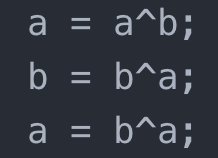 a = a^b;
b = b^a;
a = b^a;